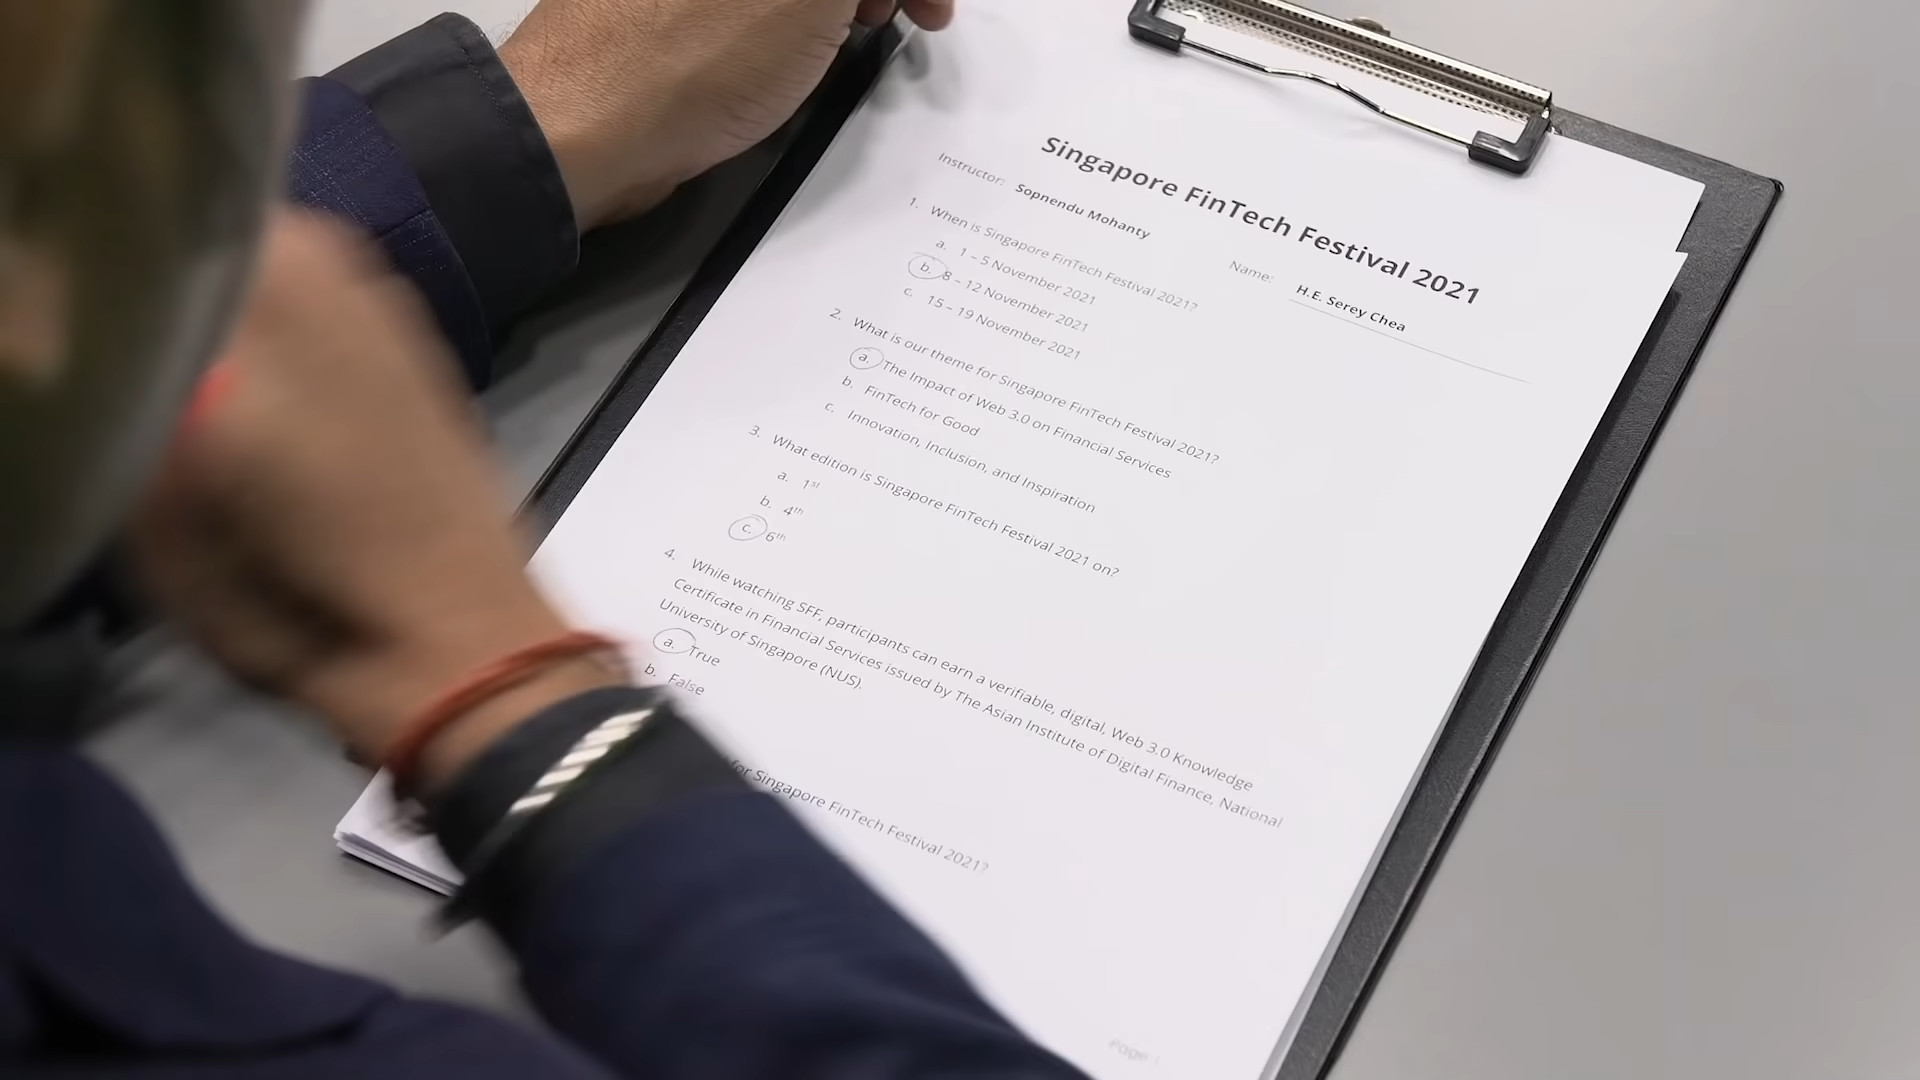 Singapore FinTech Festival 2021
Instructor: Sopnendu Mohanty
Name: H.E. Serey Chea
1. When is Singapore FinTech Festival 2021?
a. 1 – 5 November 2021
b. 8 – 12 November 2021
c. 15 – 19 November 2021
2. What is our theme for Singapore FinTech Festival 2021?
a. The Impact of Web 3.0 on Financial Services
b. FinTech for Good
c. Innovation, Inclusion, and Inspiration
3. What edition is Singapore FinTech Festival 2021 on?
a. 1st
b. 4th
c. 6th
4. While watching SFF, participants can earn a verifiable, digital, Web 3.0 Knowledge
Certificate in Financial Services issued by The Asian Institute of Digital Finance, National
University of Singapore (NUS).
a. True
b. False
for Singapore FinTech Festival 2021?
Page 1